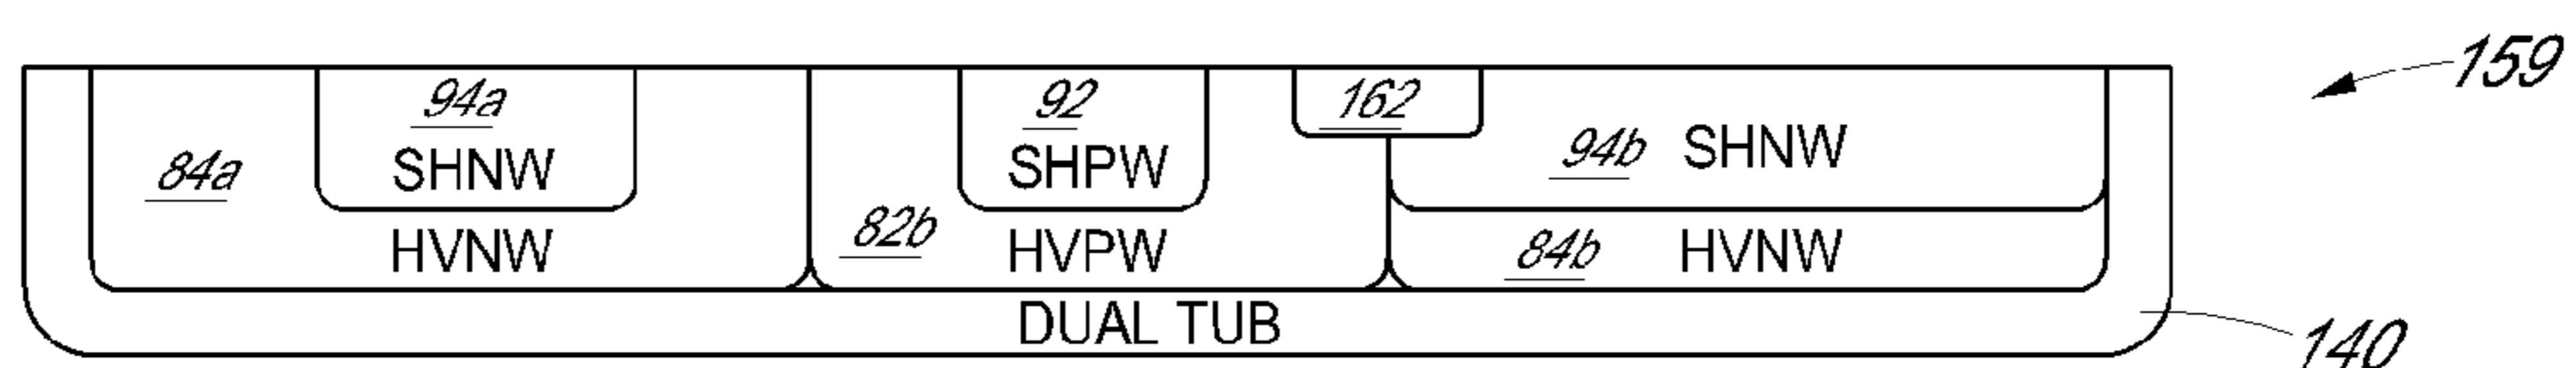 159
94a
92
162
84a
SHNW
SHPW
94b SHNW
82b
HVNW
HVPW
84b
HVNW
DUAL TUB
140